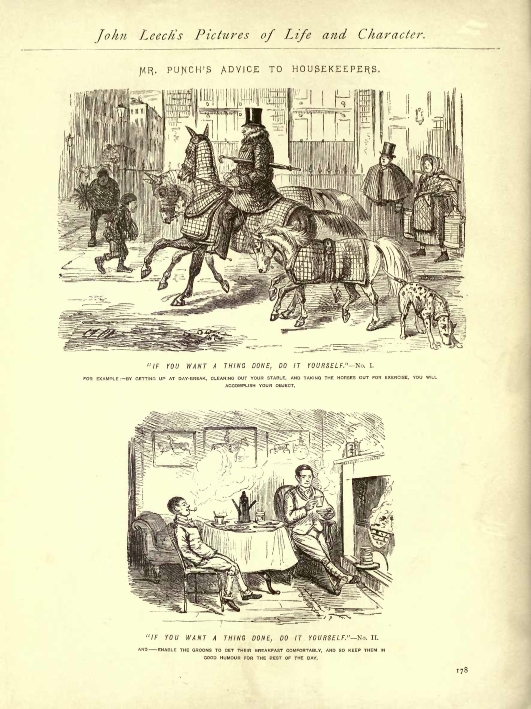 John Leech's Pictures of Life and Character.
MR. PUNCH'S ADVICE TO HOUSEKEEPERS.
"IF YOU WANT A THING DONE, DO IT YOURSELF."—No. I.
FOR EXAMPLE:—BY GETTING UP AT DAY-BREAK, CLEANING OUT YOUR STABLE, AND TAKING THE HORSES OUT FOR EXERCISE, YOU WILL
ACCOMPLISH YOUR OBJECT,
"IF YOU WANT A THING DONE, DO IT YOURSELF."—No. II.
AND——ENABLE THE GROOMS TO GET THEIR BREAKFAST COMFORTABLY, AND SO KEEP THEM IN
GOOD HUMOUR FOR THE REST OF THE DAY.
178